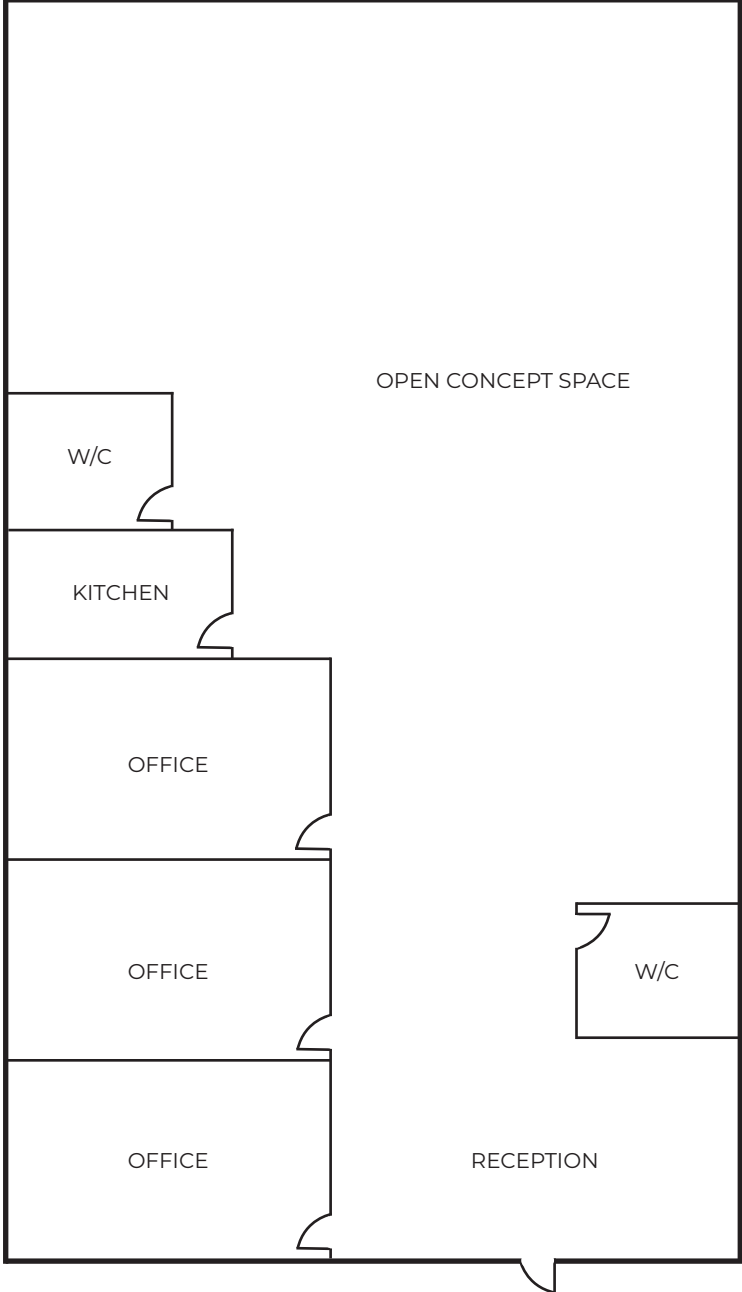 OPEN CONCEPT SPACE
W/C
KITCHEN
OFFICE
OFFICE
W/C
OFFICE
RECEPTION